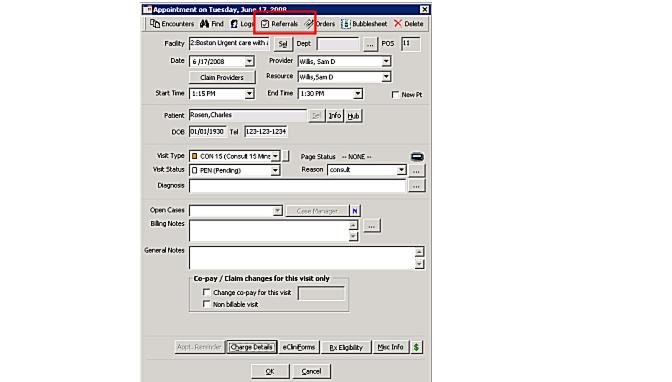 Appointment on Tuesday, June 17, 2008
Encounters Find Logs Referrals Orders Bubblesheet Delete
Facility 2:Boston Urgent care with Sel Dept ... POS 11
Date 6 /17/2008 Provider Willis, Sam D
Claim Providers Resource Willis,Sam D
Start Time 1:15 PM End Time 1:30 PM New Pt
Patient Rosen,Charles Sel Info Hub
DOB 01/01/1930 Tel 123-123-1234
Visit Type CON 15 (Consult 15 Mins Page Status -- NONE --
Visit Status PEN (Pending) Reason consult ...
Diagnosis ...
Open Cases Case Manager... N
Billing Notes ...
General Notes
Co-pay / Claim changes for this visit only
Change co-pay for this visit
Non billable visit
Appt. Reminder Charge Details eCliniForms Rx Eligibility Misc Info $
OK Cancel